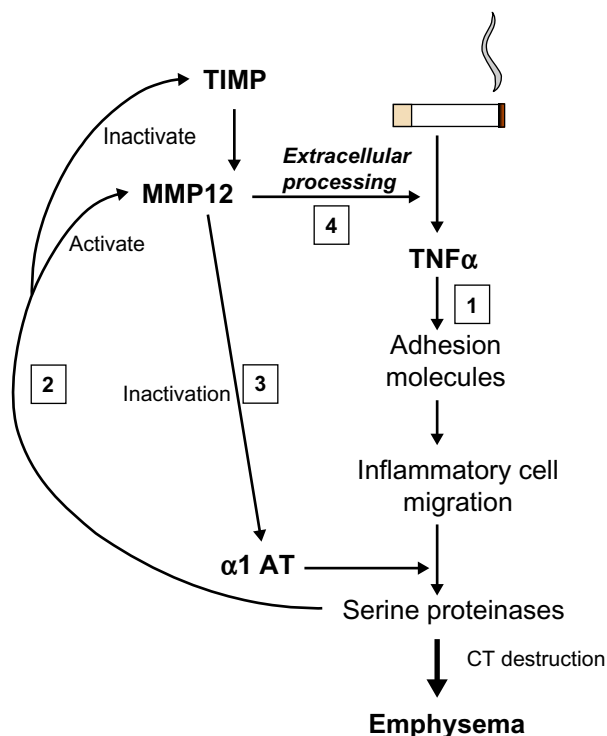 TIMP
Inactivate
Extracellular
processing
MMP12
4
Activate
TNFα
1
Adhesion
molecules
2
Inactivation
3
Inflammatory cell
migration
α1 AT
Serine proteinases
CT destruction
Emphysema